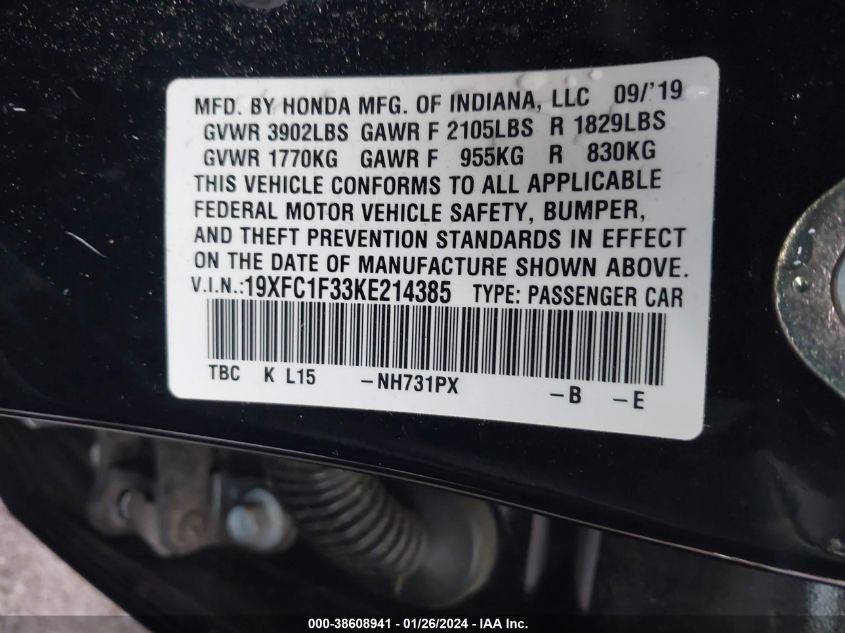 MFD. BY HONDA MFG. OF INDIANA, LLC 09/'19
GVWR 3902LBS GAWR F 2105LBS R 1829LBS
GVWR 1770KG GAWR F 955KG R 830KG
THIS VEHICLE CONFORMS TO ALL APPLICABLE
FEDERAL MOTOR VEHICLE SAFETY, BUMPER,
AND THEFT PREVENTION STANDARDS IN EFFECT
ON THE DATE OF MANUFACTURE SHOWN ABOVE.
V.I.N.:19XFC1F33KE214385 TYPE: PASSENGER CAR
TBC K L15 -NH731PX -B -E
000-38608941 - 01/26/2024 - IAA Inc.